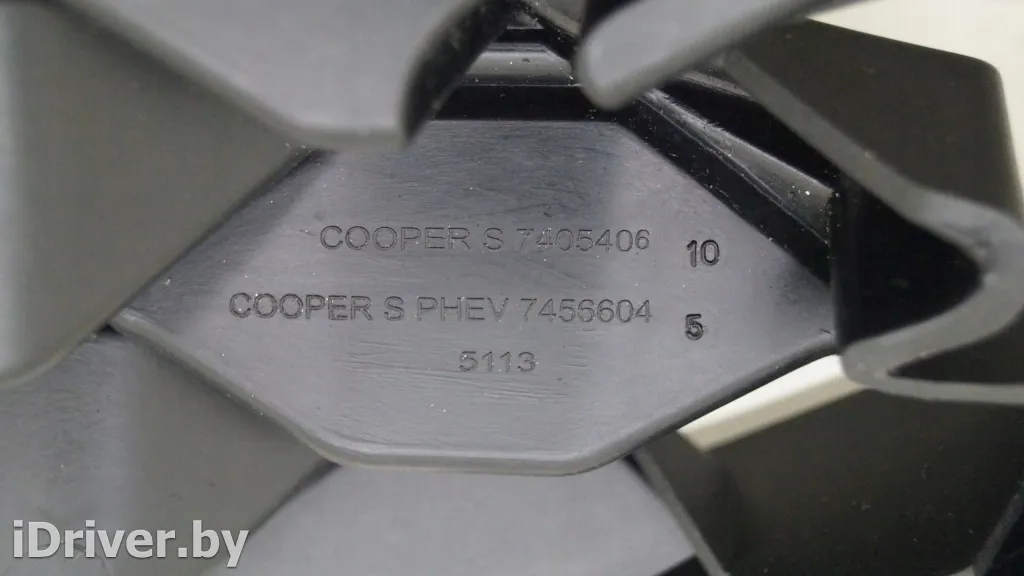 COOPER S 7405406 10
COOPER S PHEV 7456604 5
5113
iDriver.by